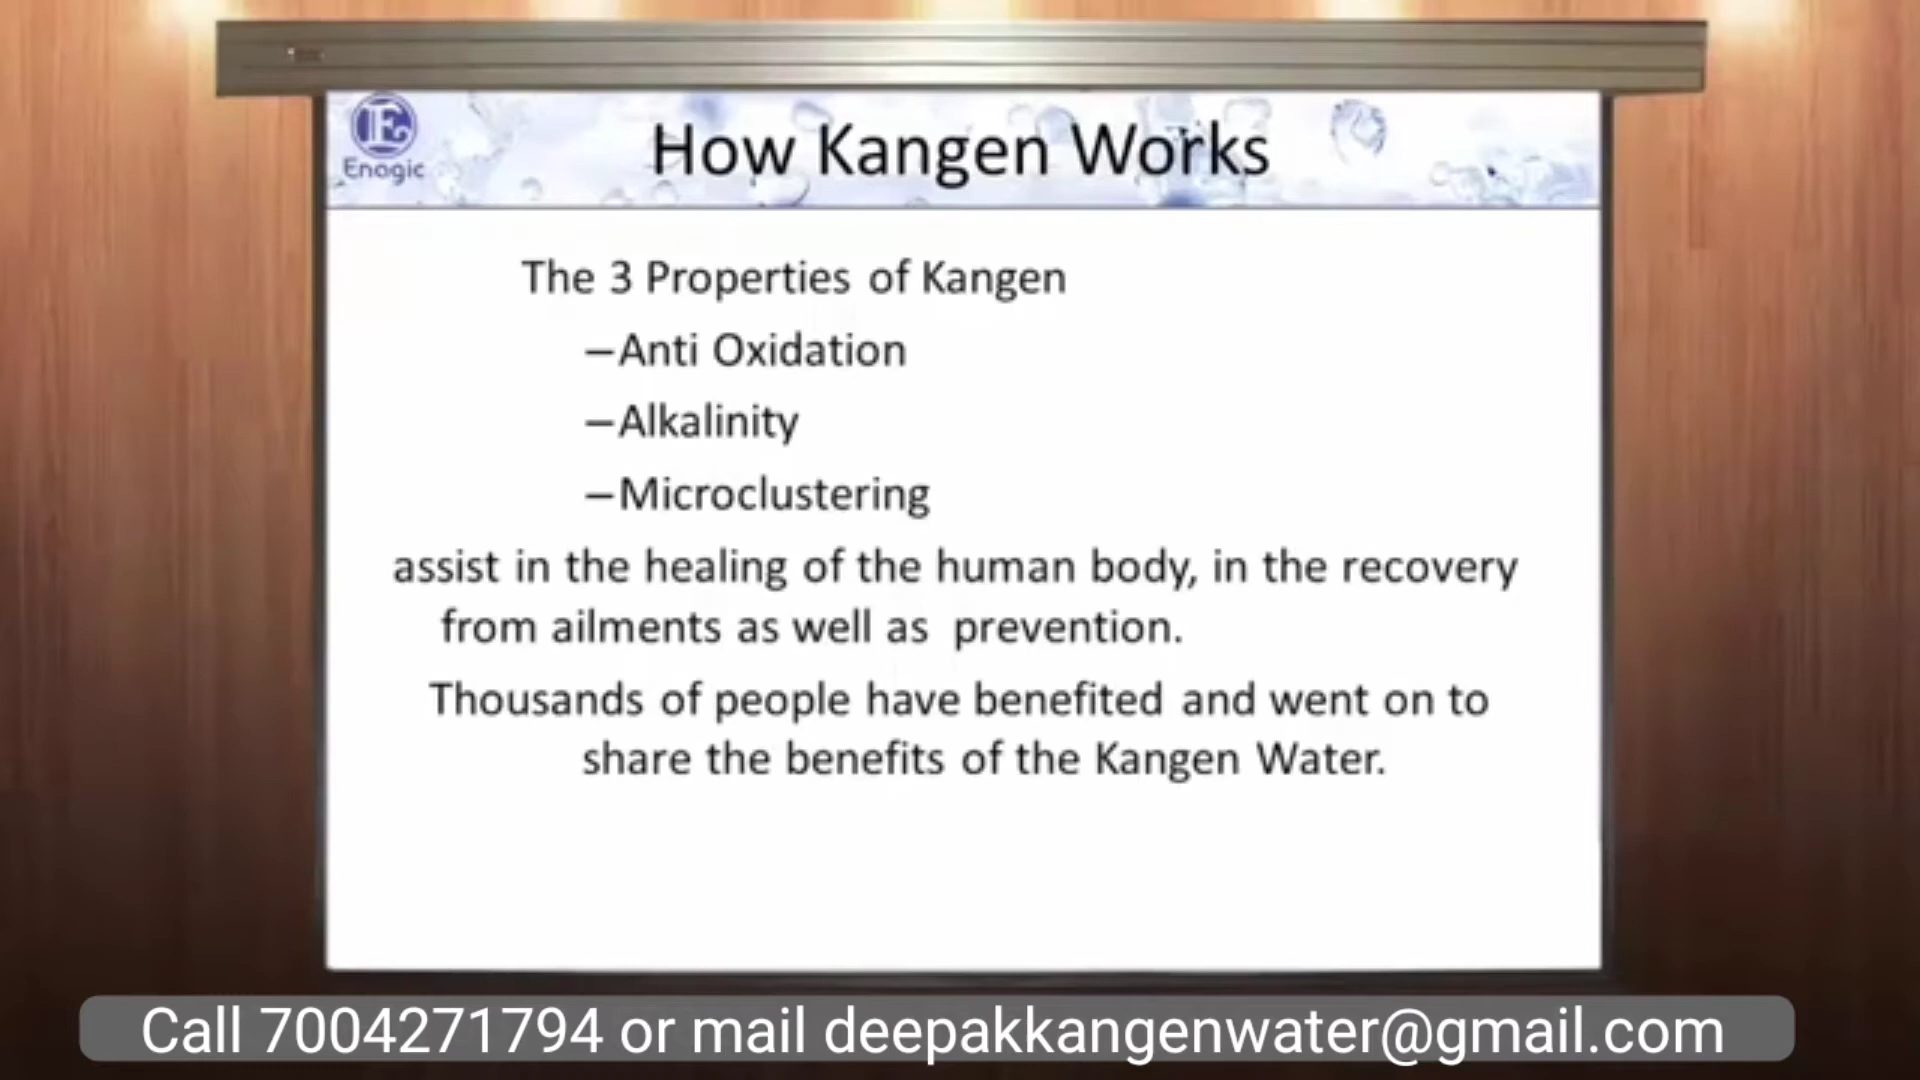 Enagic
How Kangen Works
The 3 Properties of Kangen
–Anti Oxidation
–Alkalinity
–Microclustering
assist in the healing of the human body, in the recovery
from ailments as well as prevention.
Thousands of people have benefited and went on to
share the benefits of the Kangen Water.
Call 7004271794 or mail deepakkangenwater@gmail.com